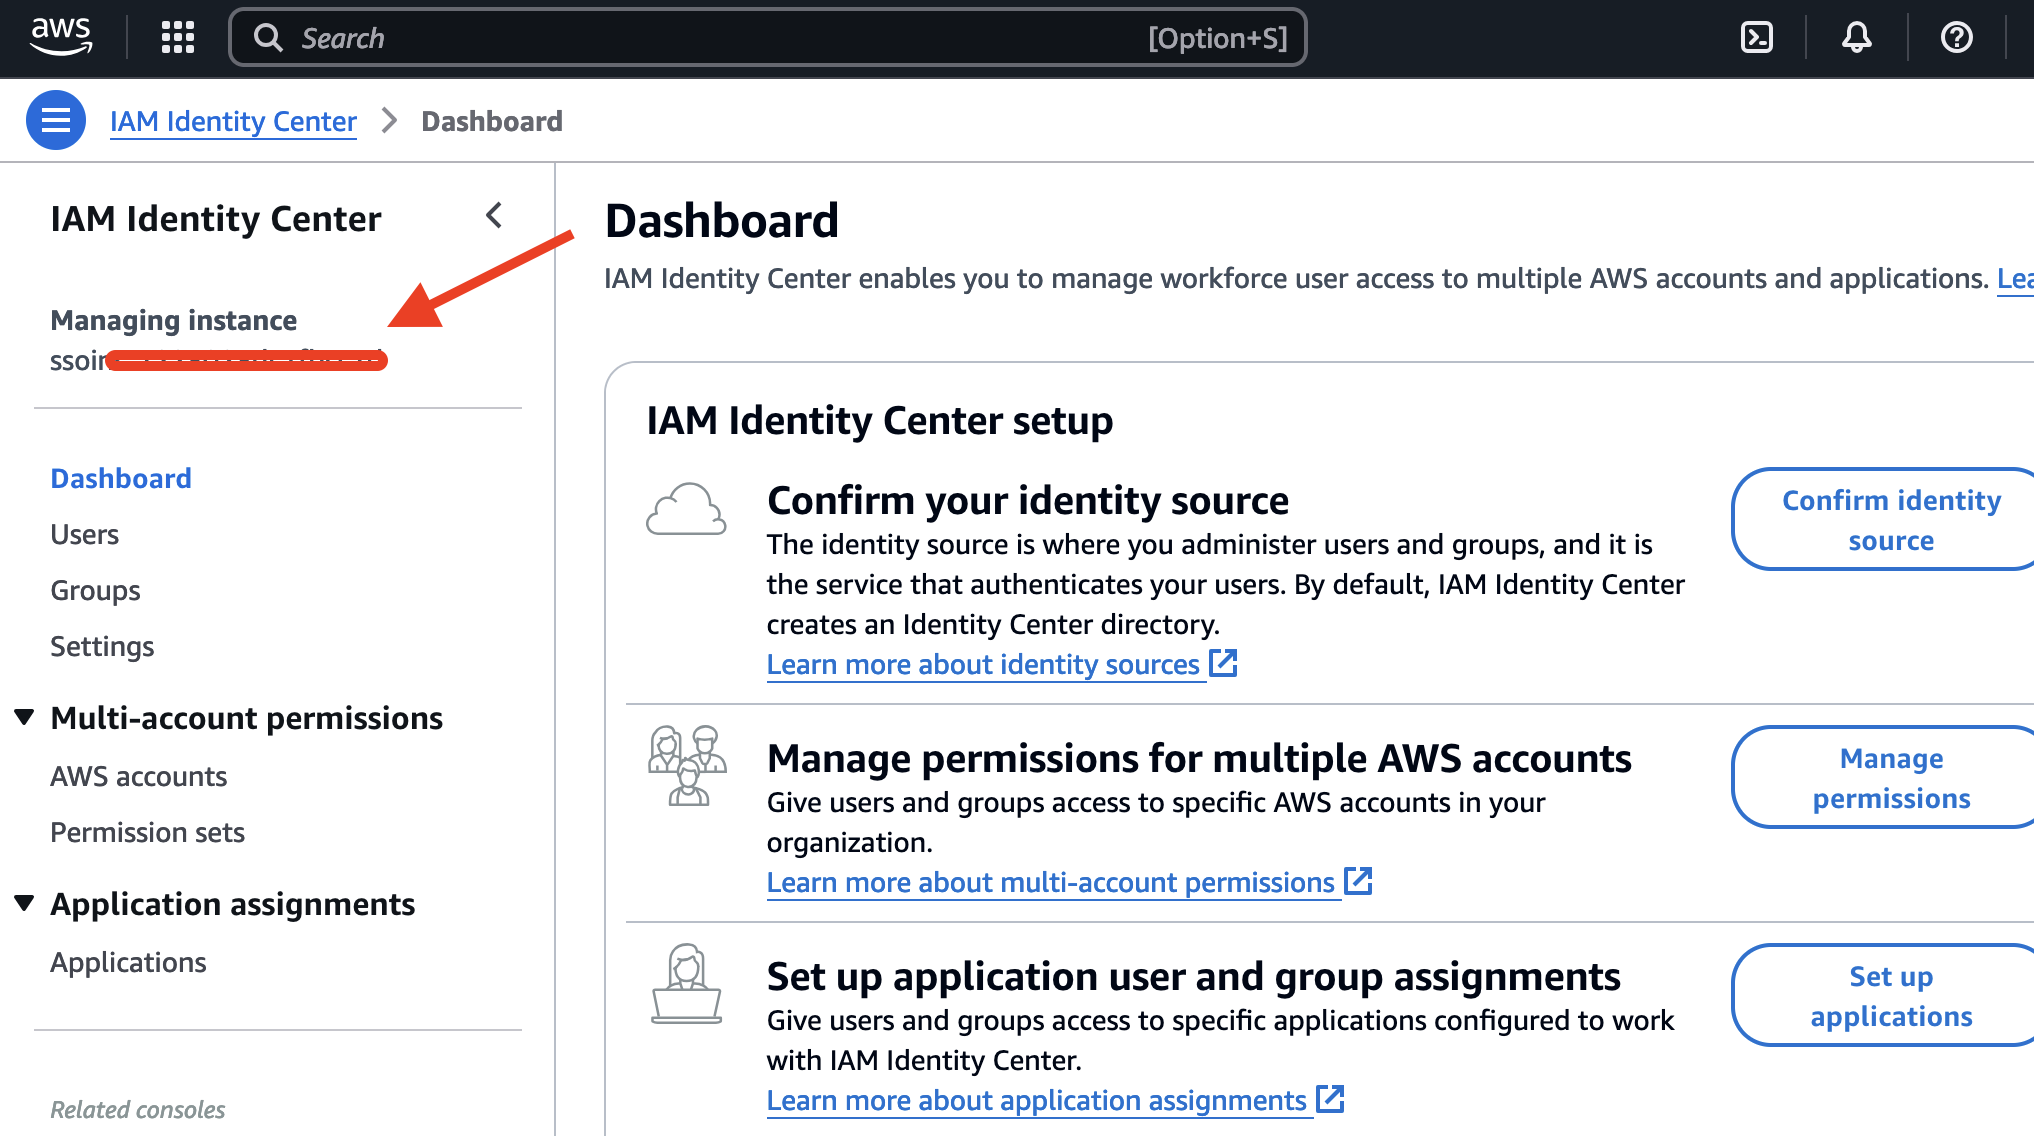 aws
Search
[Option+S]
IAM Identity Center
Dashboard
IAM Identity Center
Managing instance
Dashboard
Users
Groups
Settings
Multi-account permissions
AWS accounts
Permission sets
Application assignments
Applications
Related consoles
Dashboard
IAM Identity Center enables you to manage workforce user access to multiple AWS accounts and applications.
IAM Identity Center setup
Confirm your identity source
The identity source is where you administer users and groups, and it is
the service that authenticates your users. By default, IAM Identity Center
creates an Identity Center directory.
Learn more about identity sources
Confirm identity
source
Manage permissions for multiple AWS accounts
Give users and groups access to specific AWS accounts in your
organization.
Learn more about multi-account permissions
Manage
permissions
Set up application user and group assignments
Give users and groups access to specific applications configured to work
with IAM Identity Center.
Learn more about application assignments
Set up
applications